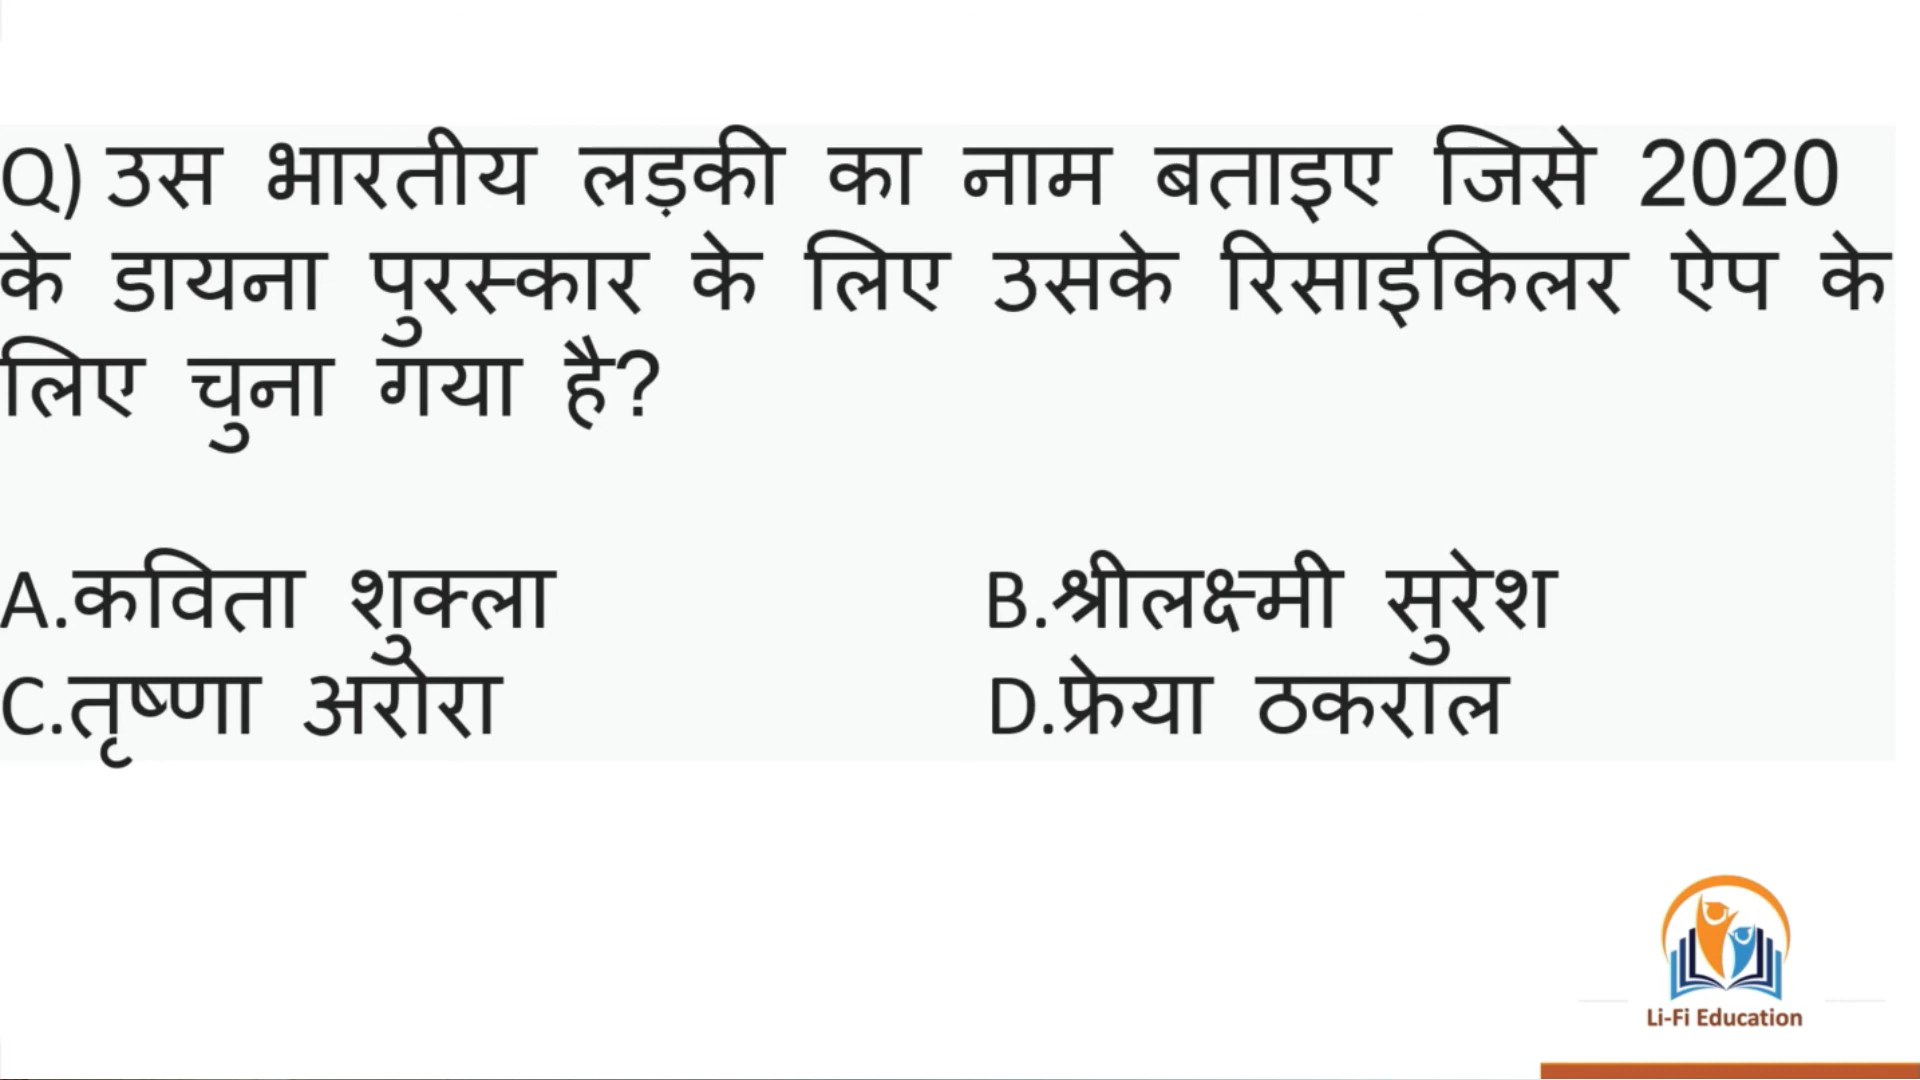 Q) उस भारतीय लड़की का नाम बताइए जिसे 2020
के डायना पुरस्कार के लिए उसके रिसाइकिलर ऐप के
लिए चुना गया है?
A.कविता शुक्ला B.श्रीलक्ष्मी सुरेश
C.तृष्णा अरोरा D.फ्रेया ठकराल
Li-Fi Education